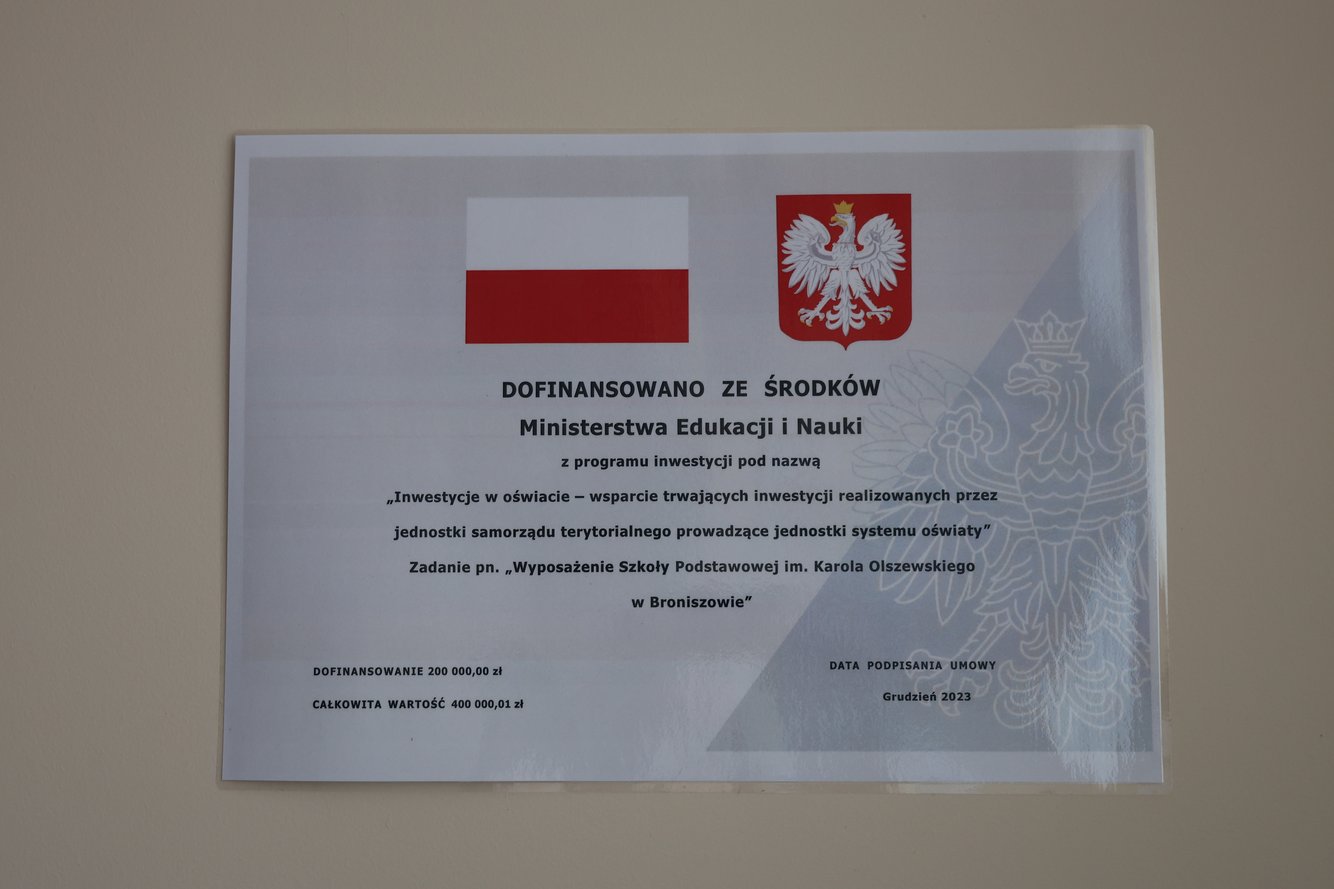 DOFINANSOWANO ZE ŚRODKÓW
Ministerstwa Edukacji i Nauki
z programu inwestycji pod nazwą
„Inwestycje w oświacie – wsparcie trwających inwestycji realizowanych przez
jednostki samorządu terytorialnego prowadzące jednostki systemu oświaty”
Zadanie pn. „Wyposażenie Szkoły Podstawowej im. Karola Olszewskiego
w Broniszowie”
DOFINANSOWANIE 200 000,00 zł
CAŁKOWITA WARTOŚĆ 400 000,01 zł
DATA PODPISANIA UMOWY
Grudzień 2023